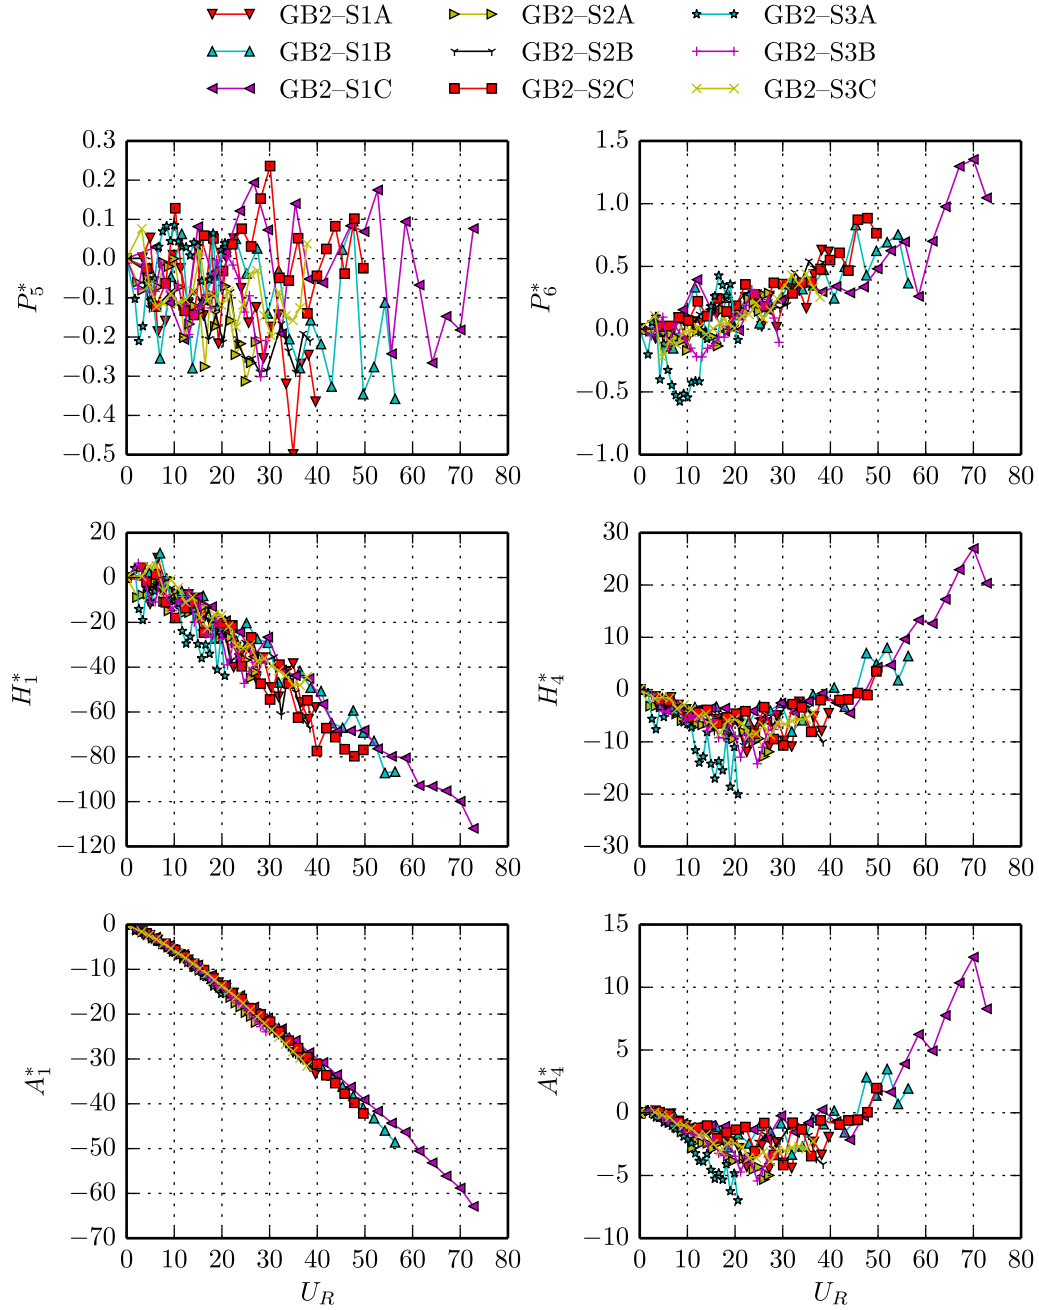 GB2–S1A GB2–S2A GB2–S3A
GB2–S1B GB2–S2B GB2–S3B
GB2–S1C GB2–S2C GB2–S3C
0.3
0.2
0.1
0.0
−0.1
−0.2
−0.3
−0.4
−0.5
P₅*
0 10 20 30 40 50 60 70 80
1.5
1.0
0.5
0.0
−0.5
−1.0
P₆*
0 10 20 30 40 50 60 70 80
20
0
−20
−40
−60
−80
−100
−120
H₁*
0 10 20 30 40 50 60 70 80
30
20
10
0
−10
−20
−30
H₄*
0 10 20 30 40 50 60 70 80
0
−10
−20
−30
−40
−50
−60
−70
A₁*
0 10 20 30 40 50 60 70 80
U_R
15
10
5
0
−5
−10
A₄*
0 10 20 30 40 50 60 70 80
U_R